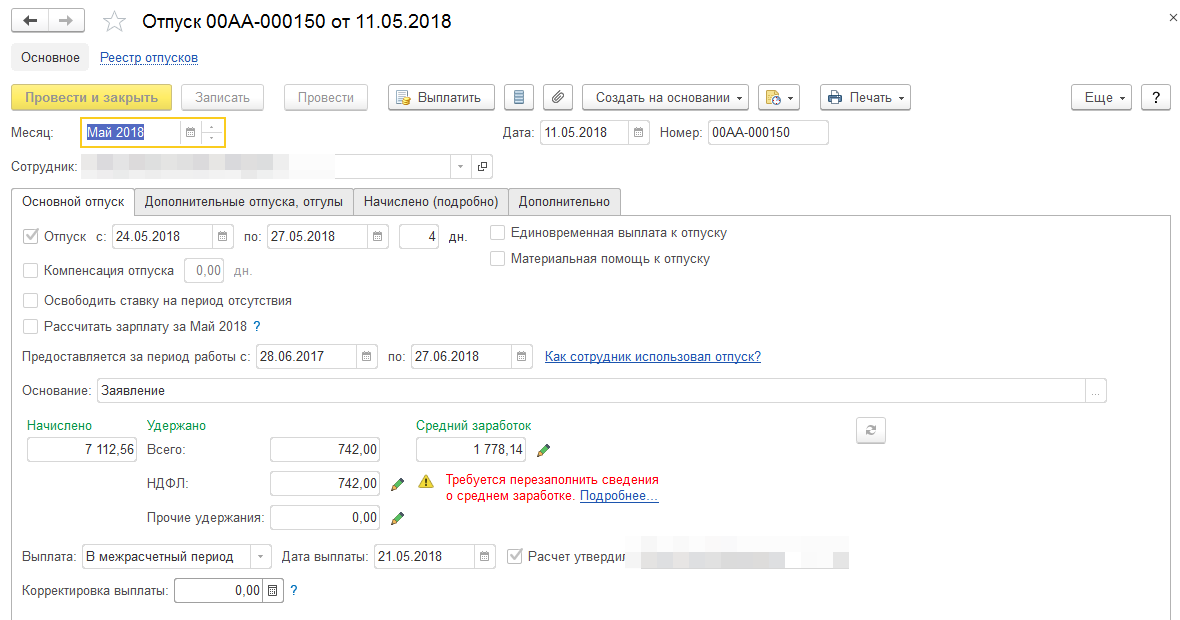 Отпуск 00АА-000150 от 11.05.2018 ×
Основное Реестр отпусков
Провести и закрыть Записать Провести Выплатить Создать на основании Печать Еще ?
Месяц: Май 2018 Дата: 11.05.2018 Номер: 00АА-000150
Сотрудник:
Основной отпуск Дополнительные отпуска, отгулы Начислено (подробно) Дополнительно
Отпуск с: 24.05.2018 по: 27.05.2018 4 дн. Единовременная выплата к отпуску
Материальная помощь к отпуску
Компенсация отпуска 0,00 дн.
Освободить ставку на период отсутствия
Рассчитать зарплату за Май 2018 ?
Предоставляется за период работы с: 28.06.2017 по: 27.06.2018 Как сотрудник использовал отпуск?
Основание: Заявление ...
Начислено Удержано Средний заработок
7 112,56 Всего: 742,00 1 778,14
НДФЛ: 742,00 Требуется перезаполнить сведения
о среднем заработке. Подробнее...
Прочие удержания: 0,00
Выплата: В межрасчетный период Дата выплаты: 21.05.2018 Расчет утвердил
Корректировка выплаты: 0,00 ?